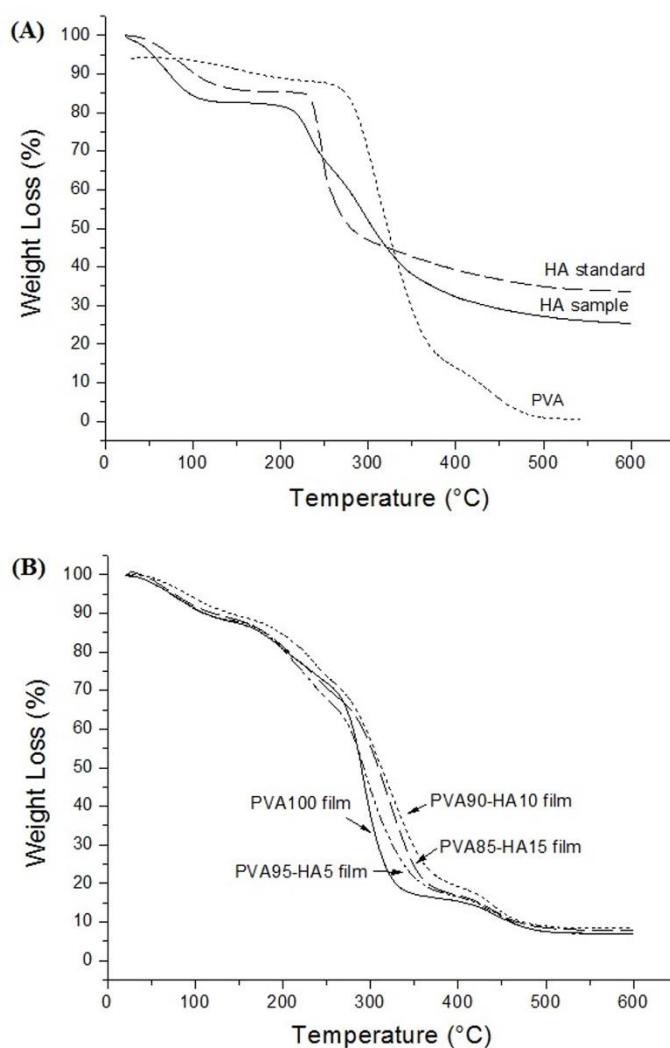 (A)
100
90
80
70
60
50
40
30
20
10
0
Weight Loss (%)
HA standard
HA sample
PVA
0 100 200 300 400 500 600
Temperature (°C)
(B)
100
90
80
70
60
50
40
30
20
10
0
Weight Loss (%)
PVA100 film
PVA90-HA10 film
PVA85-HA15 film
PVA95-HA5 film
0 100 200 300 400 500 600
Temperature (°C)